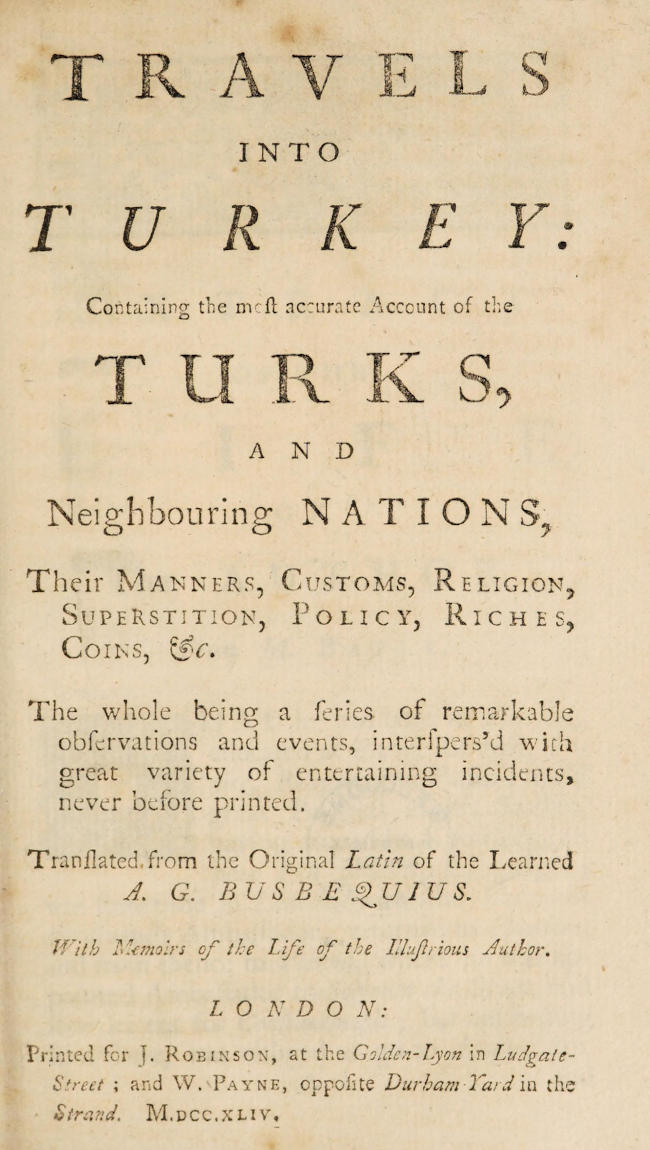 TRAVELS
INTO
TURKEY:
Containing the moſt accurate Account of the
TURKS,
AND
Neighbouring NATIONS,
Their MANNERS, CUSTOMS, RELIGION,
SUPERSTITION, POLICY, RICHES,
COINS, &c.
The whole being a ſeries of remarkable
obſervations and events, interſpers'd with
great variety of entertaining incidents,
never before printed.
Tranſlated from the Original Latin of the Learned
A. G. BUSBEQUIUS.
With Memoirs of the Life of the Illuſtrious Author.
LONDON:
Printed for J. ROBINSON, at the Golden-Lyon in Ludgate-
Street ; and W. PAYNE, oppoſite Durham-Yard in the
Strand. M.DCC.XLIV.